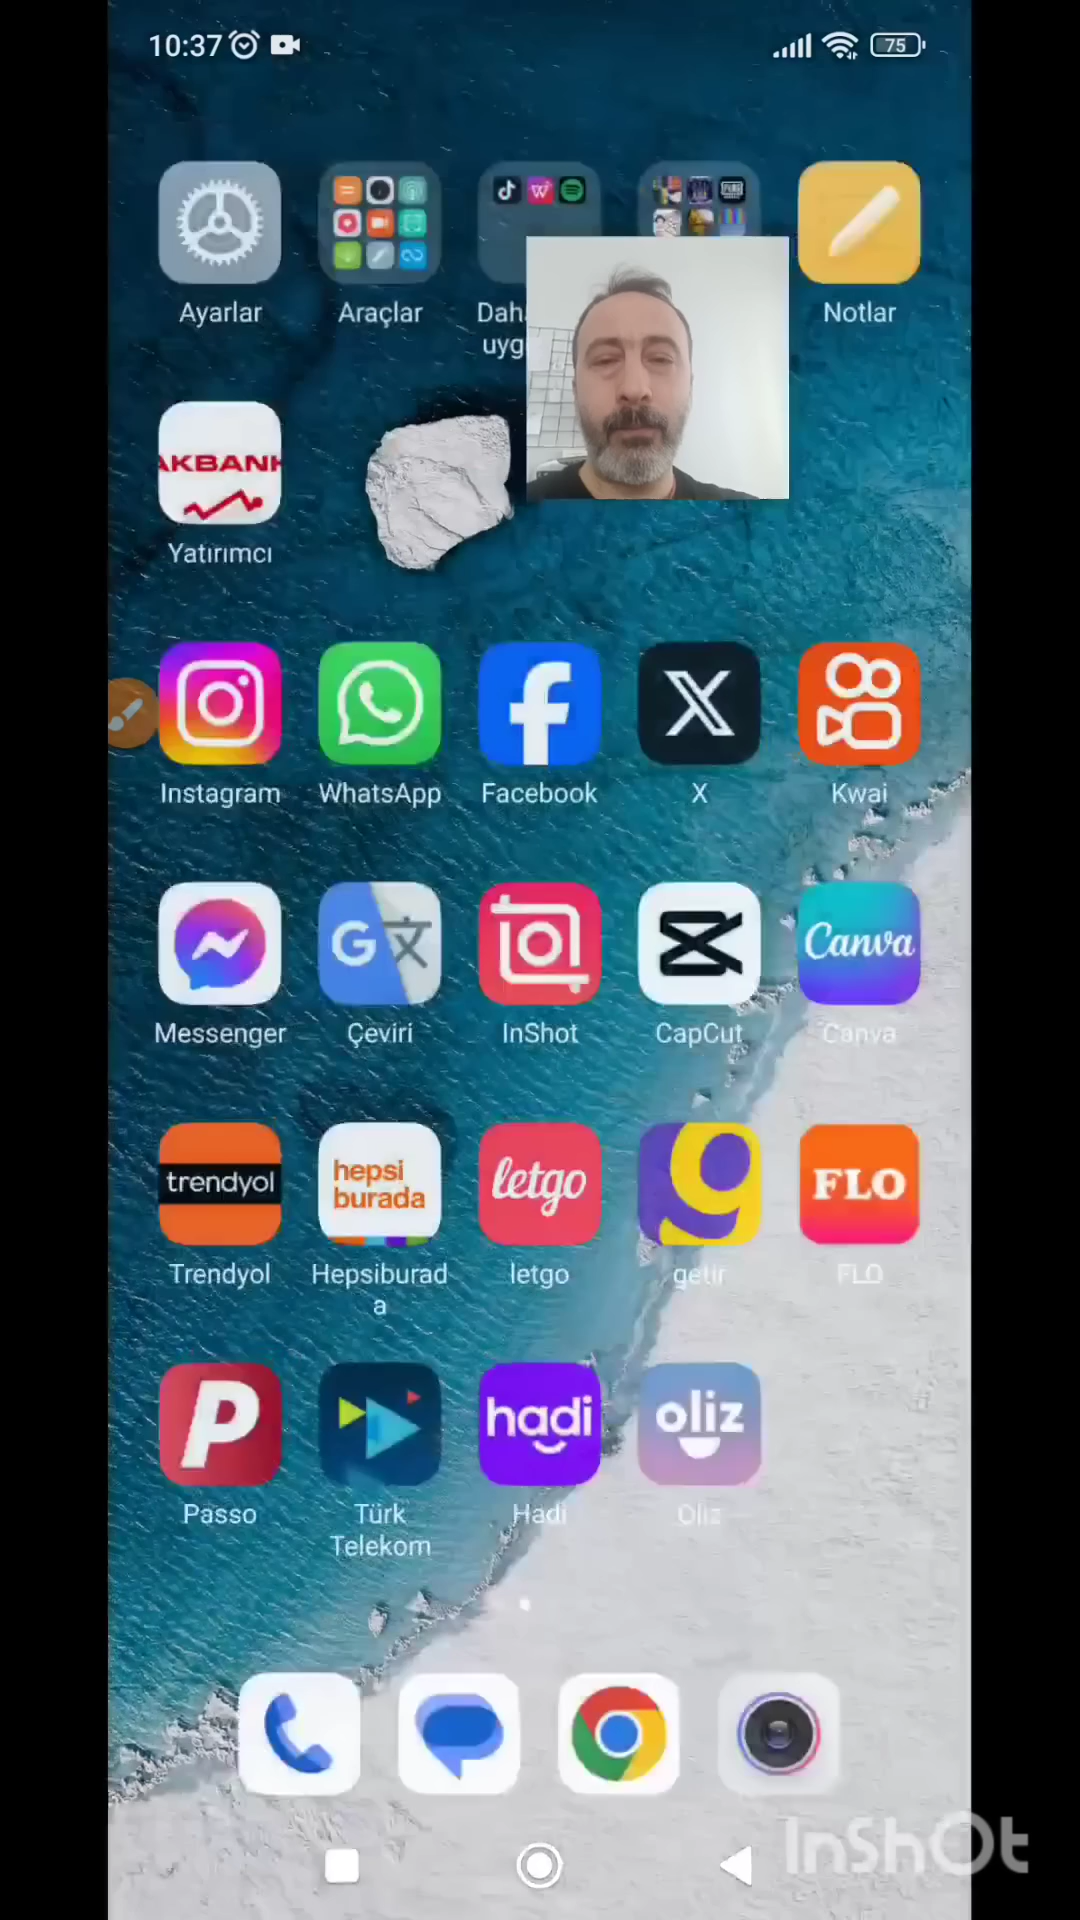 10:37
75
Ayarlar
Araçlar
Dah
uyg
Notlar
AKBANK
Yatırımcı
Instagram
WhatsApp
Facebook
X
Kwai
G文
Canva
Messenger
Çeviri
InShot
CapCut
Canva
trendyol
hepsi
burada
letgo
g
FLO
Trendyol
Hepsiburad
a
letgo
getir
FLO
P
hadi
oliz
Passo
Türk
Telekom
Hadi
Oliz
InShOt